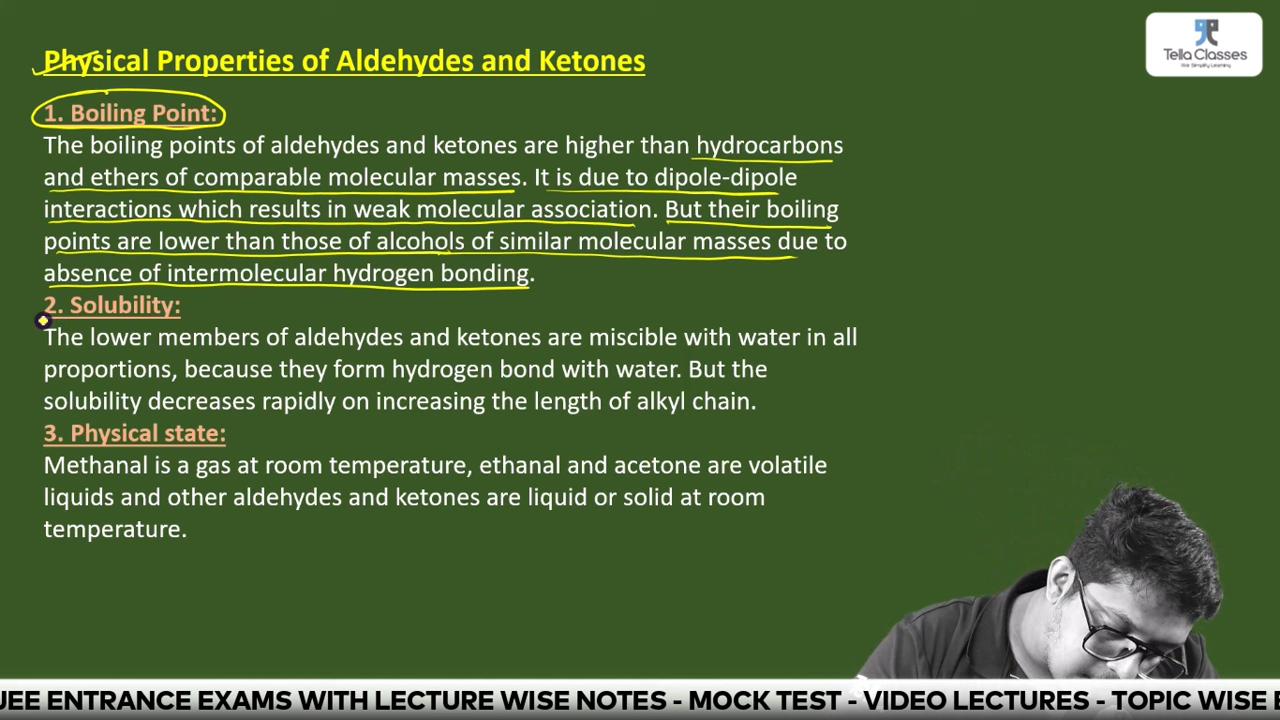 Physical Properties of Aldehydes and Ketones
Tella Classes
We Simplify Learning
1. Boiling Point:
The boiling points of aldehydes and ketones are higher than hydrocarbons
and ethers of comparable molecular masses. It is due to dipole-dipole
interactions which results in weak molecular association. But their boiling
points are lower than those of alcohols of similar molecular masses due to
absence of intermolecular hydrogen bonding.
2. Solubility:
The lower members of aldehydes and ketones are miscible with water in all
proportions, because they form hydrogen bond with water. But the
solubility decreases rapidly on increasing the length of alkyl chain.
3. Physical state:
Methanal is a gas at room temperature, ethanal and acetone are volatile
liquids and other aldehydes and ketones are liquid or solid at room
temperature.
JEE ENTRANCE EXAMS WITH LECTURE WISE NOTES - MOCK TEST - VIDEO LECTURES - TOPIC WISE